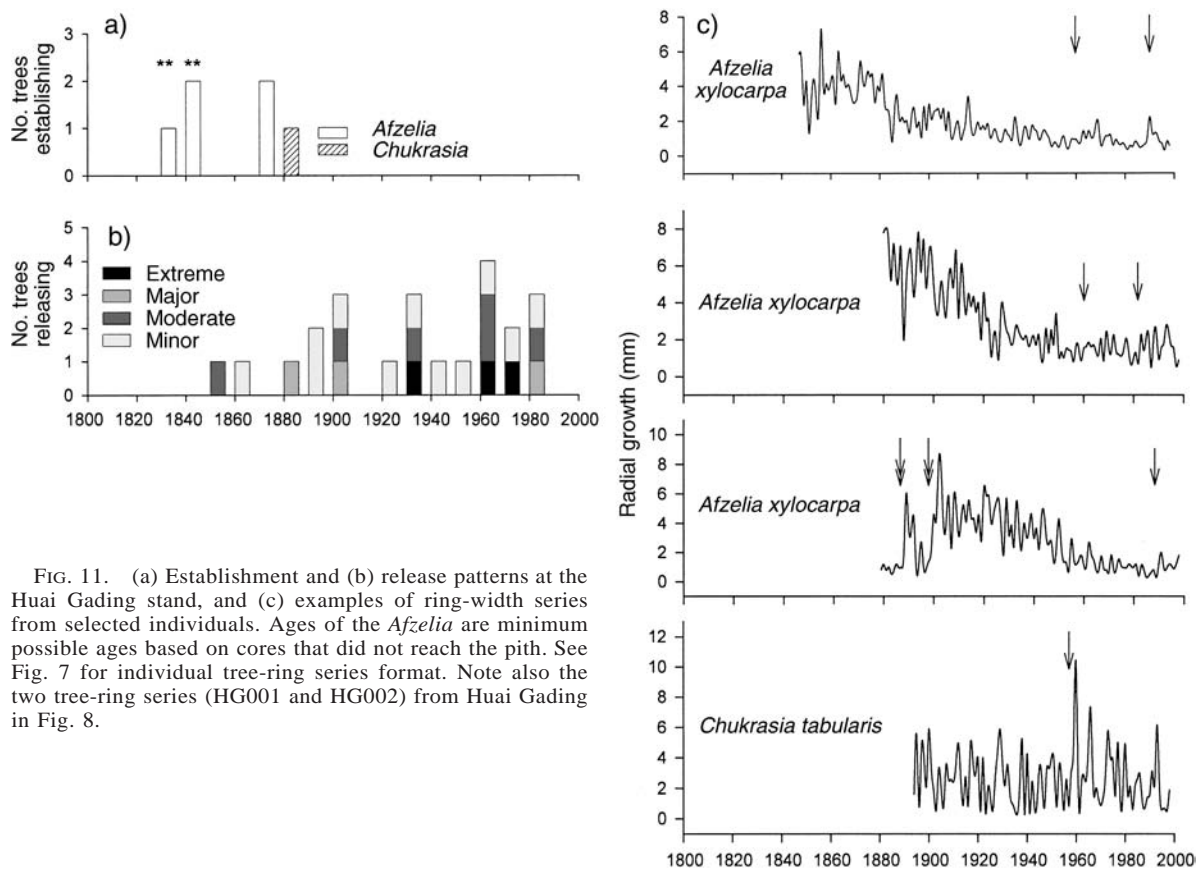 a)
No. trees
establishing
3
2
1
0
** **
Afzelia
Chukrasia
b)
No. trees
releasing
5
4
3
2
1
0
Extreme
Major
Moderate
Minor
1800 1820 1840 1860 1880 1900 1920 1940 1960 1980 2000
FIG. 11. (a) Establishment and (b) release patterns at the
Huai Gading stand, and (c) examples of ring-width series
from selected individuals. Ages of the Afzelia are minimum
possible ages based on cores that did not reach the pith. See
Fig. 7 for individual tree-ring series format. Note also the
two tree-ring series (HG001 and HG002) from Huai Gading
in Fig. 8.
c)
Radial growth (mm)
8
6
4
2
0
Afzelia
xylocarpa
8
6
4
2
0
Afzelia xylocarpa
10
8
6
4
2
0
Afzelia xylocarpa
12
10
8
6
4
2
0
Chukrasia tabularis
1800 1820 1840 1860 1880 1900 1920 1940 1960 1980 2000